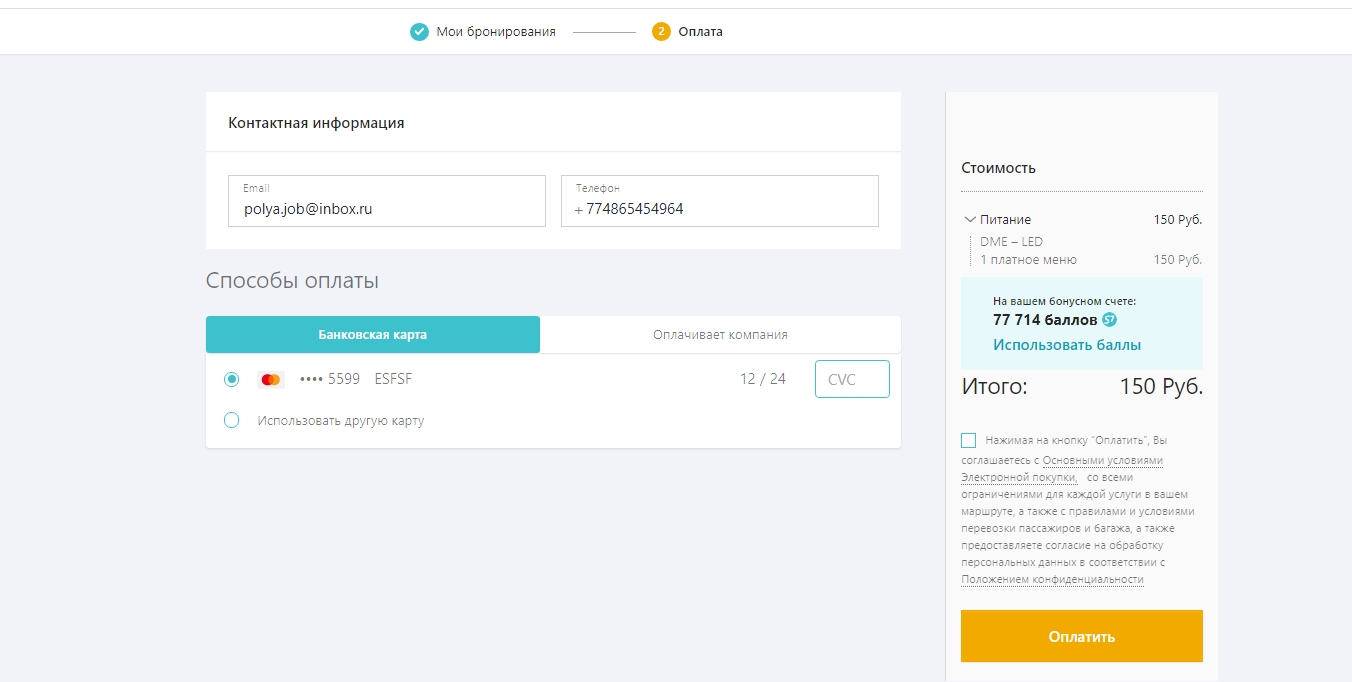 Мои бронирования
2 Оплата
Контактная информация
Email
polya.job@inbox.ru
Телефон
+ 774865454964
Способы оплаты
Банковская карта
Оплачивает компания
•••• 5599 ESFSF 12 / 24 CVC
Использовать другую карту
Стоимость
Питание 150 Руб.
DME – LED
1 платное меню 150 Руб.
На вашем бонусном счете:
77 714 баллов S7
Использовать баллы
Итого: 150 Руб.
Нажимая на кнопку "Оплатить", Вы
соглашаетесь с Основными условиями
Электронной покупки, со всеми
ограничениями для каждой услуги в вашем
маршруте, а также с правилами и условиями
перевозки пассажиров и багажа, а также
предоставляете согласие на обработку
персональных данных в соответствии с
Положением конфиденциальности
Оплатить